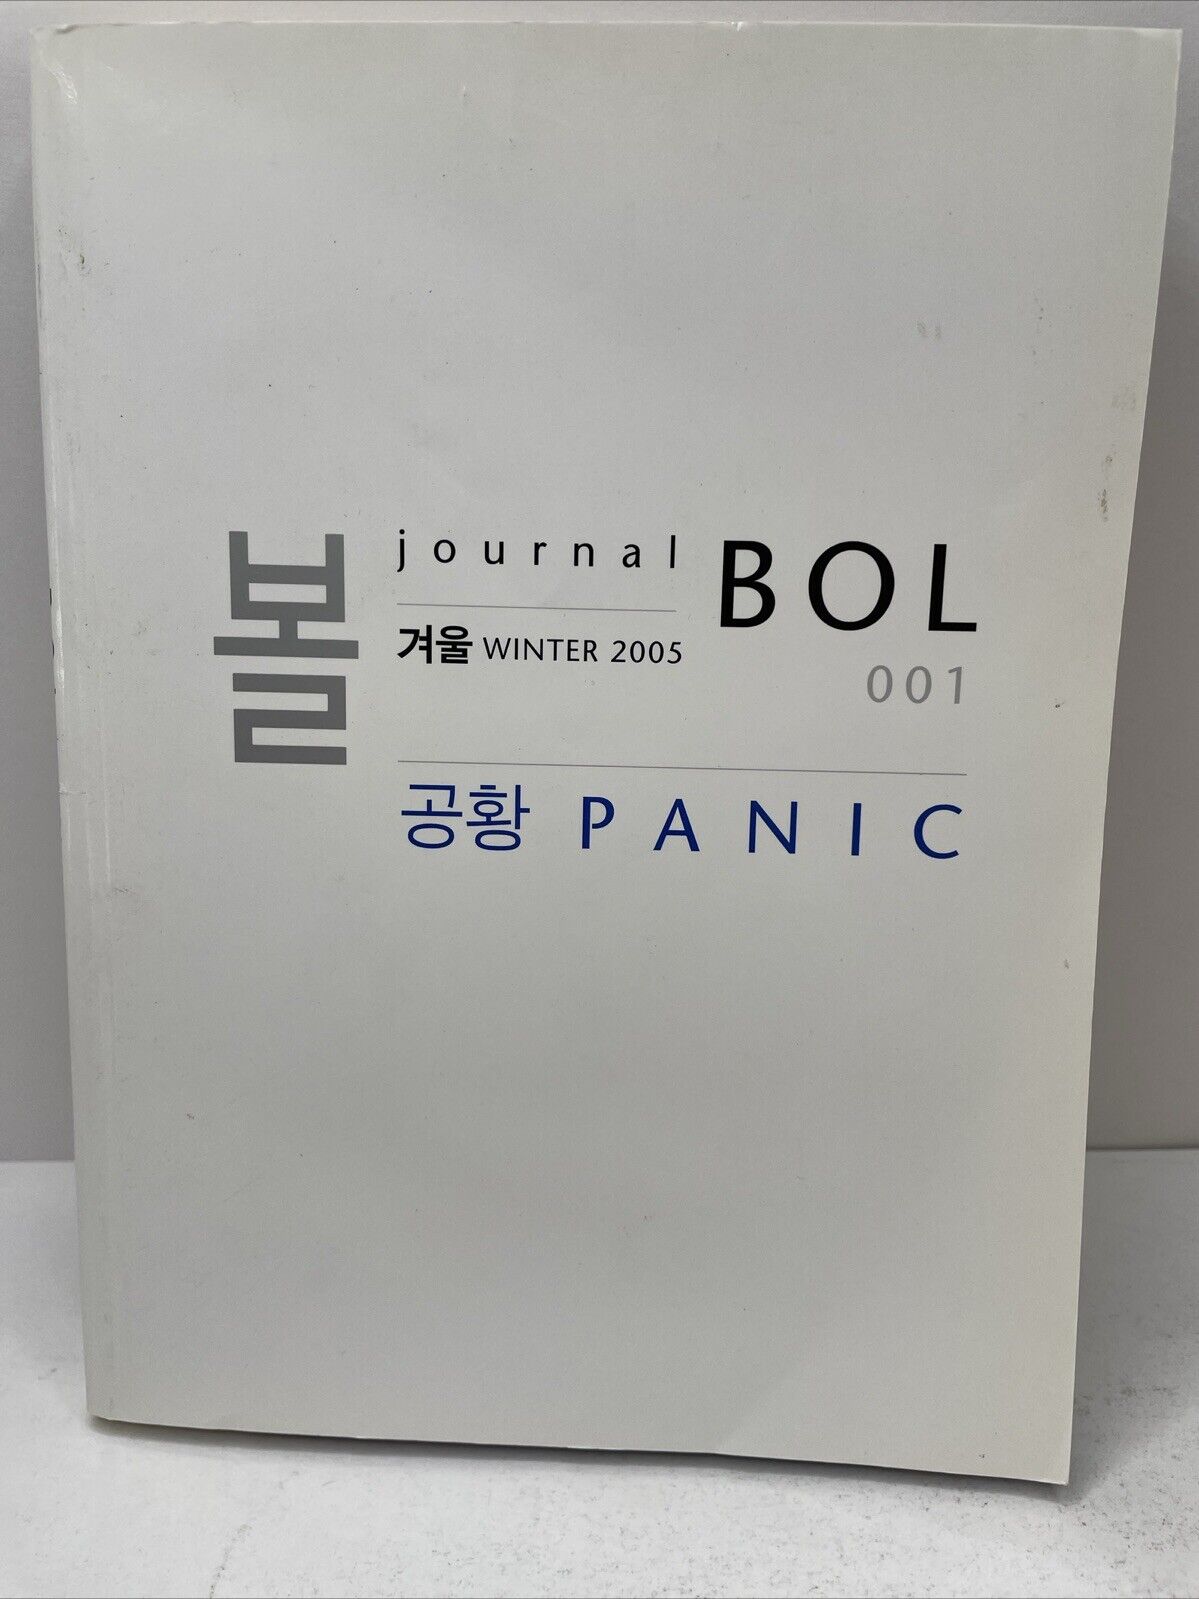 볼
journal BOL
겨울 WINTER 2005
001
공황 PANIC